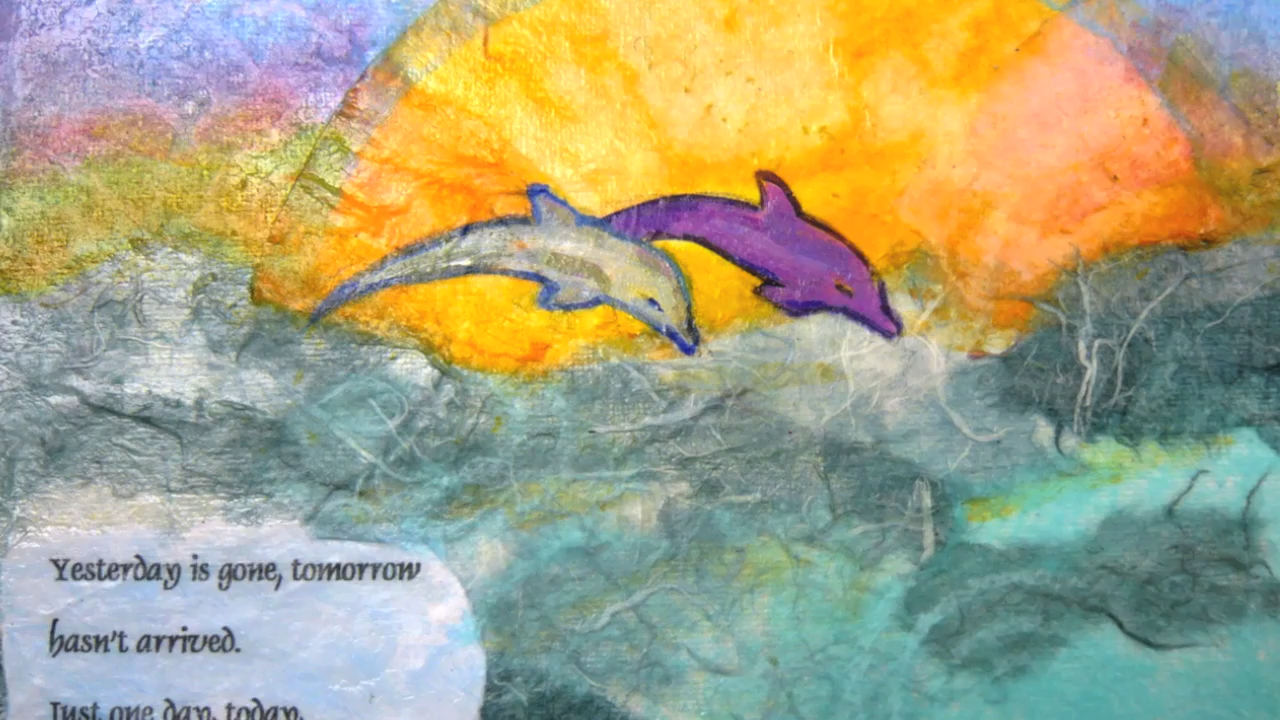 Yesterday is gone, tomorrow
hasn't arrived.
Just one day, today.